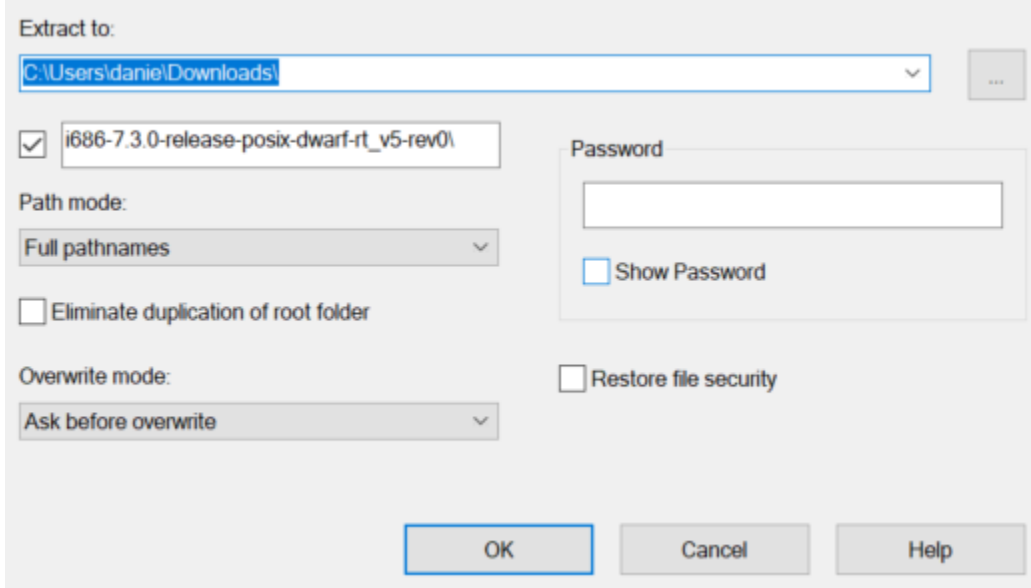 Extract to:
C:\Users\danie\Downloads\
...
i686-7.3.0-release-posix-dwarf-rt_v5-rev0\
Password
Path mode:
Full pathnames
Show Password
Eliminate duplication of root folder
Overwrite mode:
Restore file security
Ask before overwrite
OK
Cancel
Help